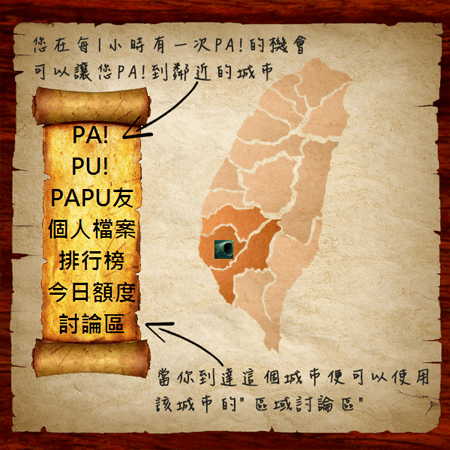 您在每1小時有一次PA!的機會
可以讓您PA!到鄰近的城市
PA!
PU!
PAPU友
個人檔案
排行榜
今日額度
討論區
當你到達這個城市便可以使用
該城市的"區域討論區"